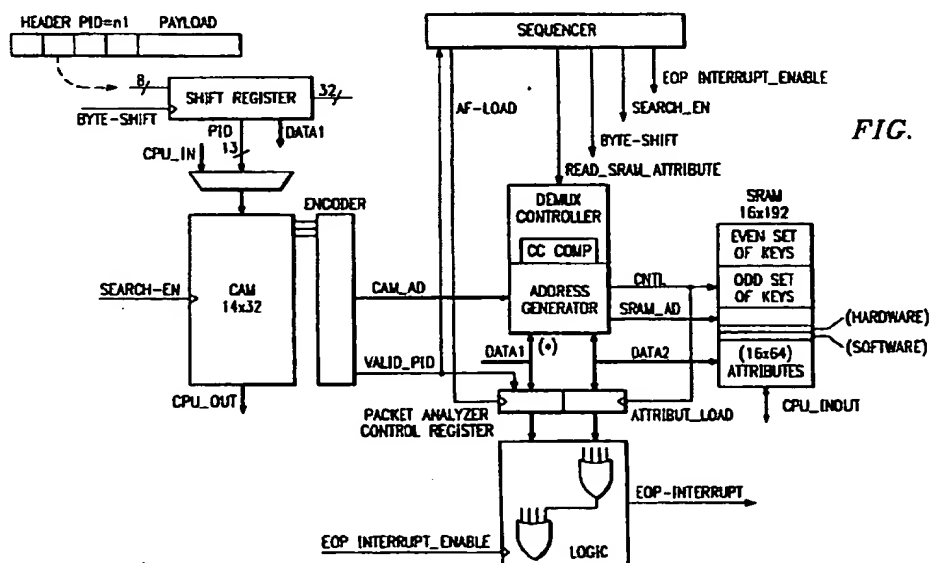 HEADER PID=n1 PAYLOAD
SEQUENCER
8
SHIFT REGISTER
32
BYTE-SHIFT
PID
13
DATA1
CPU_IN
AF-LOAD
EOP INTERRUPT_ENABLE
SEARCH_EN
BYTE-SHIFT
READ_SRAM_ATTRIBUTE
FIG.
ENCODER
CAM
14x32
SEARCH-EN
CAM_AD
VALID_PID
CPU_OUT
DEMUX
CONTROLLER
CC COMP
ADDRESS
GENERATOR
CNTL
SRAM_AD
SRAM
16x192
EVEN SET
OF KEYS
ODD SET
OF KEYS
(HARDWARE)
(SOFTWARE)
(16x64)
ATTRIBUTES
DATA1
(*)
DATA2
CPU_INOUT
PACKET ANALYZER
CONTROL REGISTER
ATTRIBUT_LOAD
EOP-INTERRUPT
EOP INTERRUPT_ENABLE
LOGIC